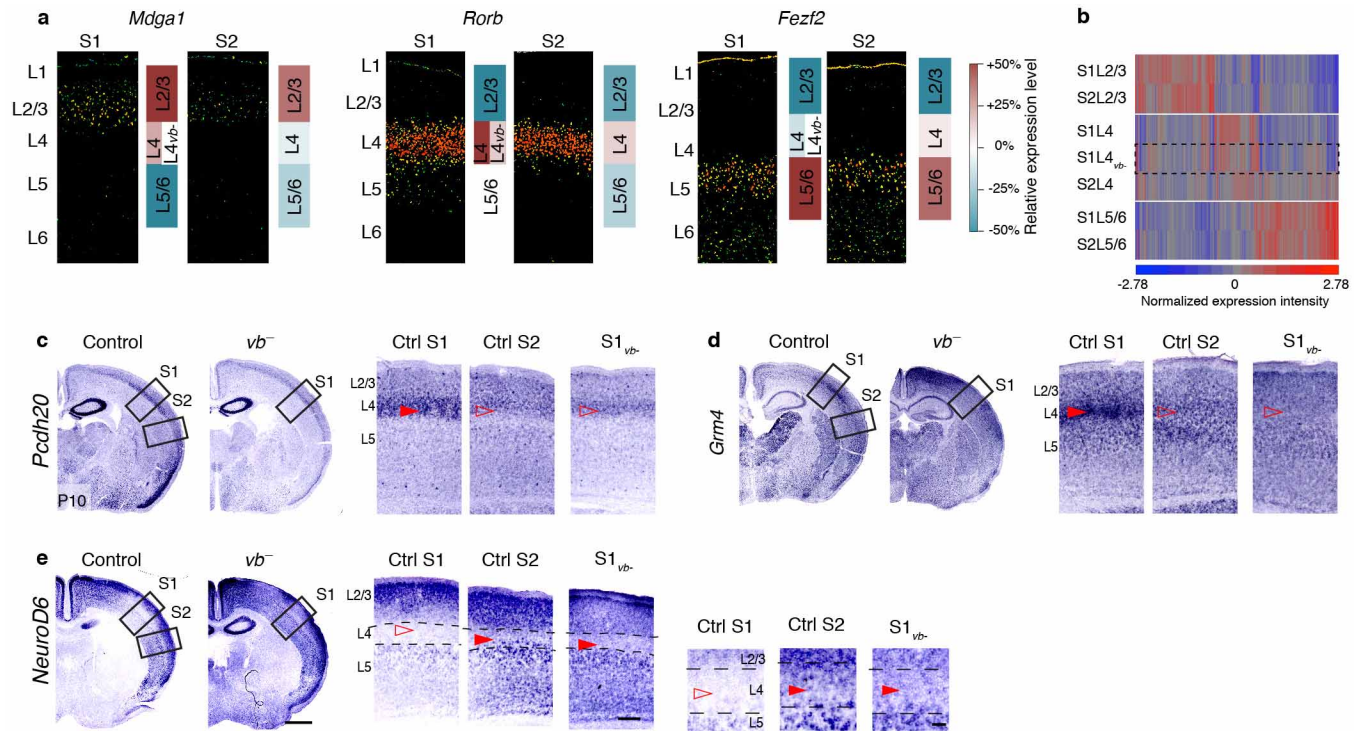 a
Mdga1
Rorb
Fezf2
S1
S2
S1
S2
S1
S2
L1
L2/3
L4
L5
L6
L2/3
L4
L4vb-
L5/6
L2/3
L4
L5/6
L1
L2/3
L4
L5
L6
L2/3
L4
L4vb-
L5/6
L2/3
L4
L5/6
L1
L2/3
L4
L5
L6
L2/3
L4
L4vb-
L5/6
L2/3
L4
L5/6
+50%
+25%
0%
-25%
-50%
Relative expression level
b
S1L2/3
S2L2/3
S1L4
S1L4vb-
S2L4
S1L5/6
S2L5/6
-2.78
0
2.78
Normalized expression intensity
c
Control
vb–
Ctrl S1
Ctrl S2
S1vb-
Pcdh20
S1
S2
S1
P10
L2/3
L4
L5
d
Control
vb–
Ctrl S1
Ctrl S2
S1vb-
Grm4
S1
S2
S1
L2/3
L4
L5
e
Control
vb–
Ctrl S1
Ctrl S2
S1vb-
NeuroD6
S1
S2
S1
L2/3
L4
L5
Ctrl S1
Ctrl S2
S1vb-
L2/3
L4
L5